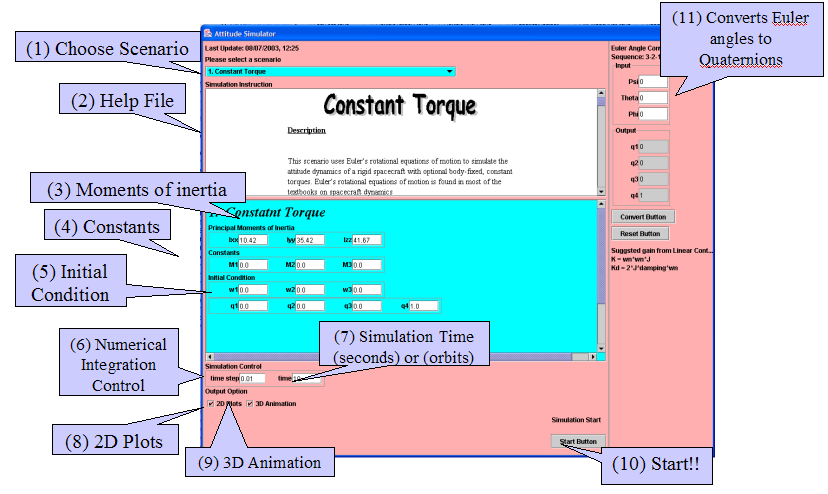 Attitude Simulator
(1) Choose Scenario
Last Update: 08/07/2003, 12:25
Please select a scenario
1. Constant Torque
Simulation Instruction
(2) Help File
Constant Torque
Description
This scenario uses Euler's rotational equations of motion to simulate the
attitude dynamics of a rigid spacecraft with optional body-fixed, constant
torques. Euler's rotational equations of motion is found in most of the
textbooks on spacecraft dynamics
(3) Moments of inertia
Constatnt Torque
Principal Moments of Inertia
Ixx 10.42 Iyy 35.42 Izz 41.67
(4) Constants
Constants
M1 0.0 M2 0.0 M3 0.0
(5) Initial
Condition
Initial Condition
w1 0.0 w2 0.0 w3 0.0
q1 0.0 q2 0.0 q3 0.0 q4 1.0
(6) Numerical
Integration
Control
(7) Simulation Time
(seconds) or (orbits)
Simulation Control
time step 0.01 time
Output Option
2D Plots 3D Animation
(8) 2D Plots
(9) 3D Animation
Simulation Start
Start Button
(10) Start!!
(11) Converts Euler
angles to
Quaternions
Euler Angle Con
Sequence: 3-2-1
Input
Psi 0
Theta 0
Phi 0
Output
q1 0
q2 0
q3 0
q4 1
Convert Button
Reset Button
Suggsted gain from Linear Cont...
K = wn*wn*J
Kd = 2*J*damping*wn